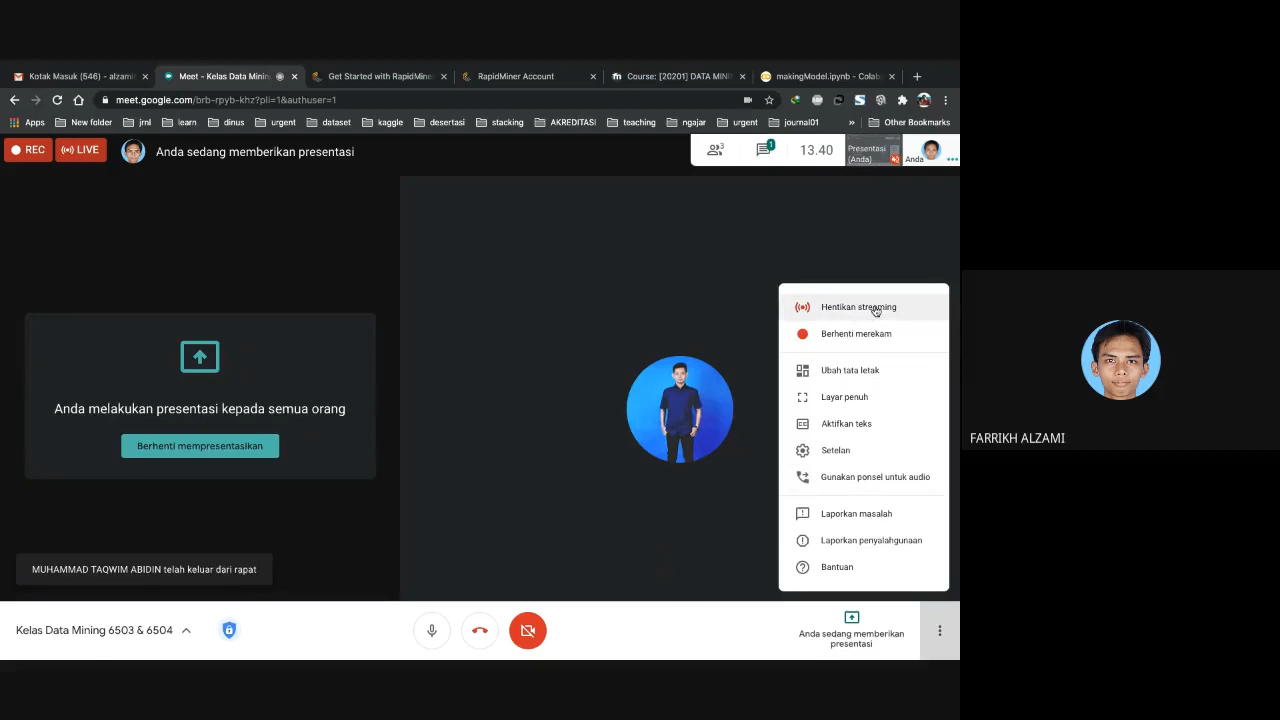 Kotak Masuk (546) - alzami
Meet - Kelas Data Minin
Get Started with RapidMiner
RapidMiner Account
Course: [20201] DATA MIN
makingModel.ipynb - Colab
meet.google.com/brb-rpyb-khz?pli=1&authuser=1
Apps
New folder
jrnl
learn
dinus
urgent
dataset
kaggle
desertasi
stacking
AKREDITASI
teaching
ngajar
urgent
journal01
»
Other Bookmarks
REC
LIVE
Anda sedang memberikan presentasi
3
1
13.40
Presentasi
(Anda)
Anda
Hentikan streaming
Berhenti merekam
Ubah tata letak
Layar penuh
Aktifkan teks
Setelan
Gunakan ponsel untuk audio
Laporkan masalah
Laporkan penyalahgunaan
Bantuan
Anda melakukan presentasi kepada semua orang
Berhenti mempresentasikan
MUHAMMAD TAQWIM ABIDIN telah keluar dari rapat
FARRIKH ALZAMI
Kelas Data Mining 6503 & 6504
Anda sedang memberikan
presentasi